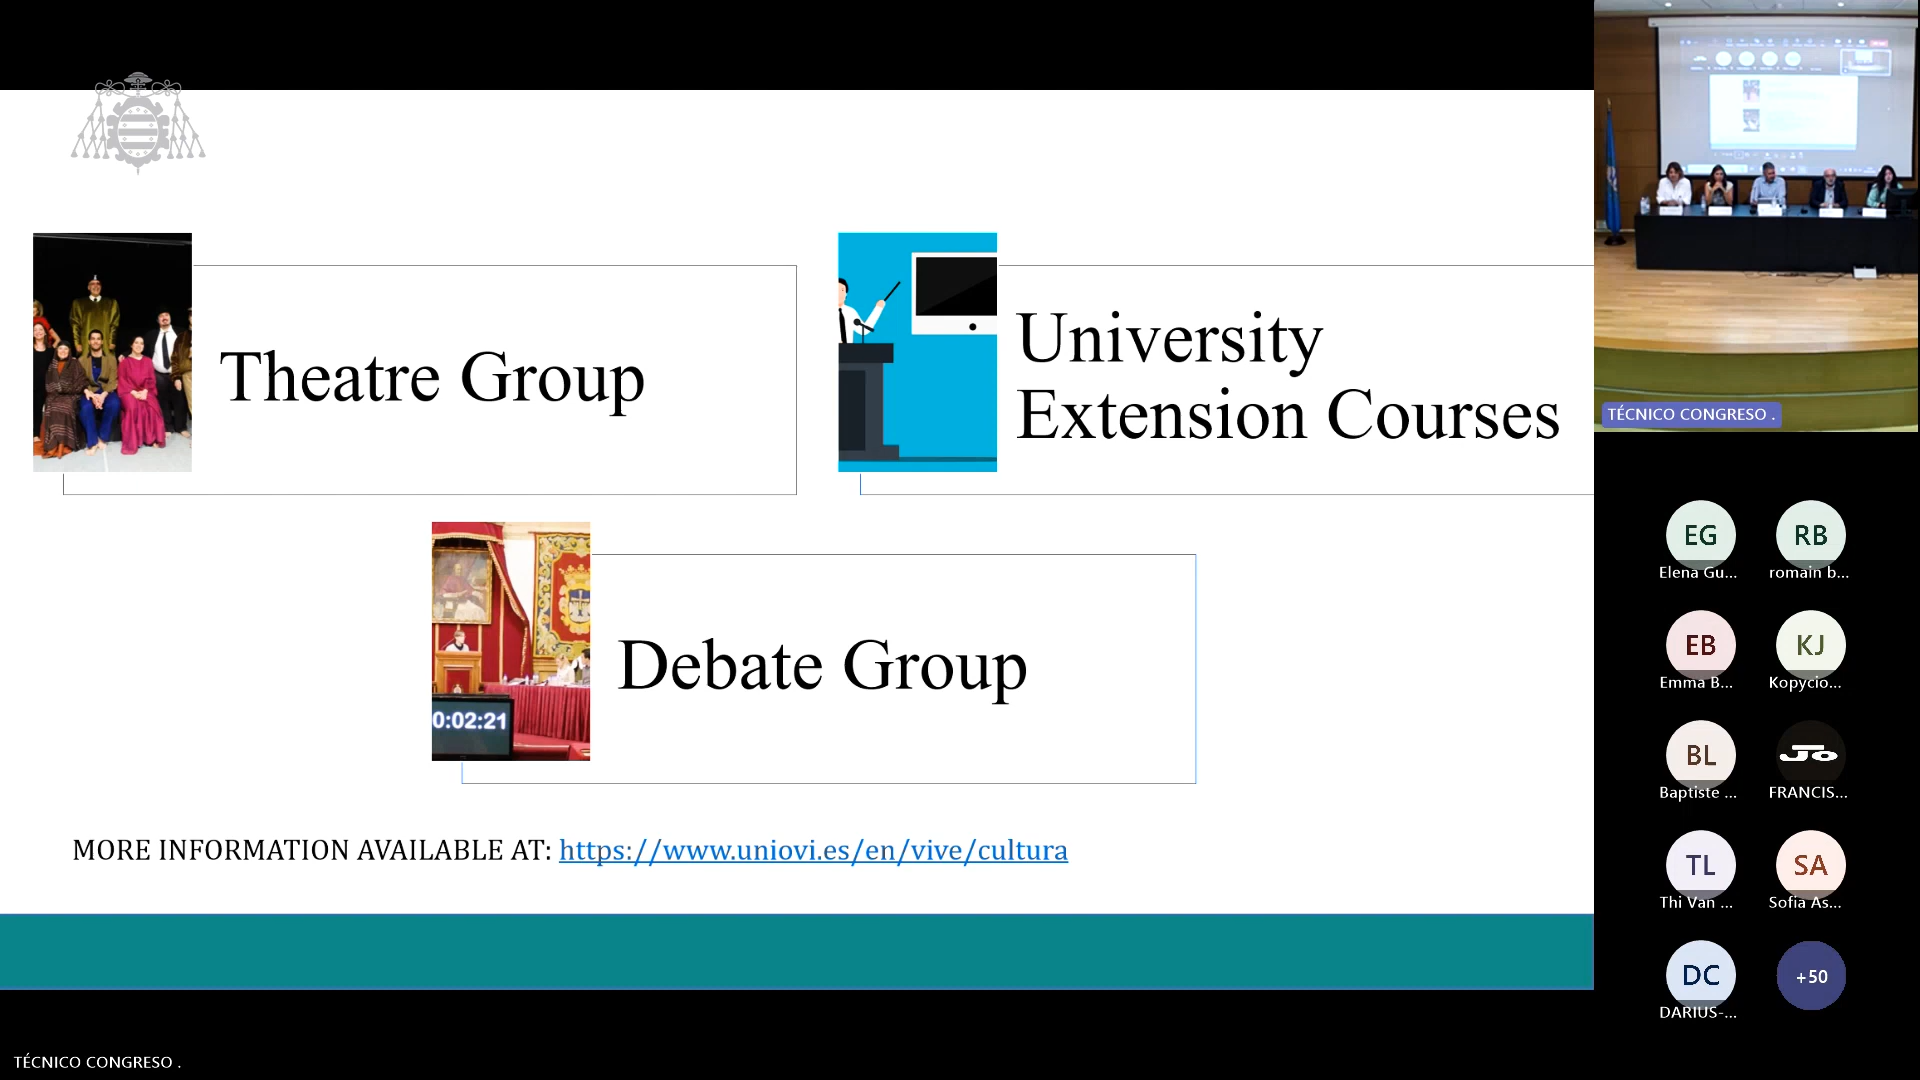 Theatre Group
University
Extension Courses
Debate Group
0:02:21
MORE INFORMATION AVAILABLE AT: https://www.uniovi.es/en/vive/cultura
TÉCNICO CONGRESO .
EG
RB
Elena Gu...
romain b...
EB
KJ
Emma B...
Kopycio...
BL
Jo
Baptiste ...
FRANCIS...
TL
SA
Thi Van ...
Sofia As...
DC
+50
DARIUS-...
TÉCNICO CONGRESO .